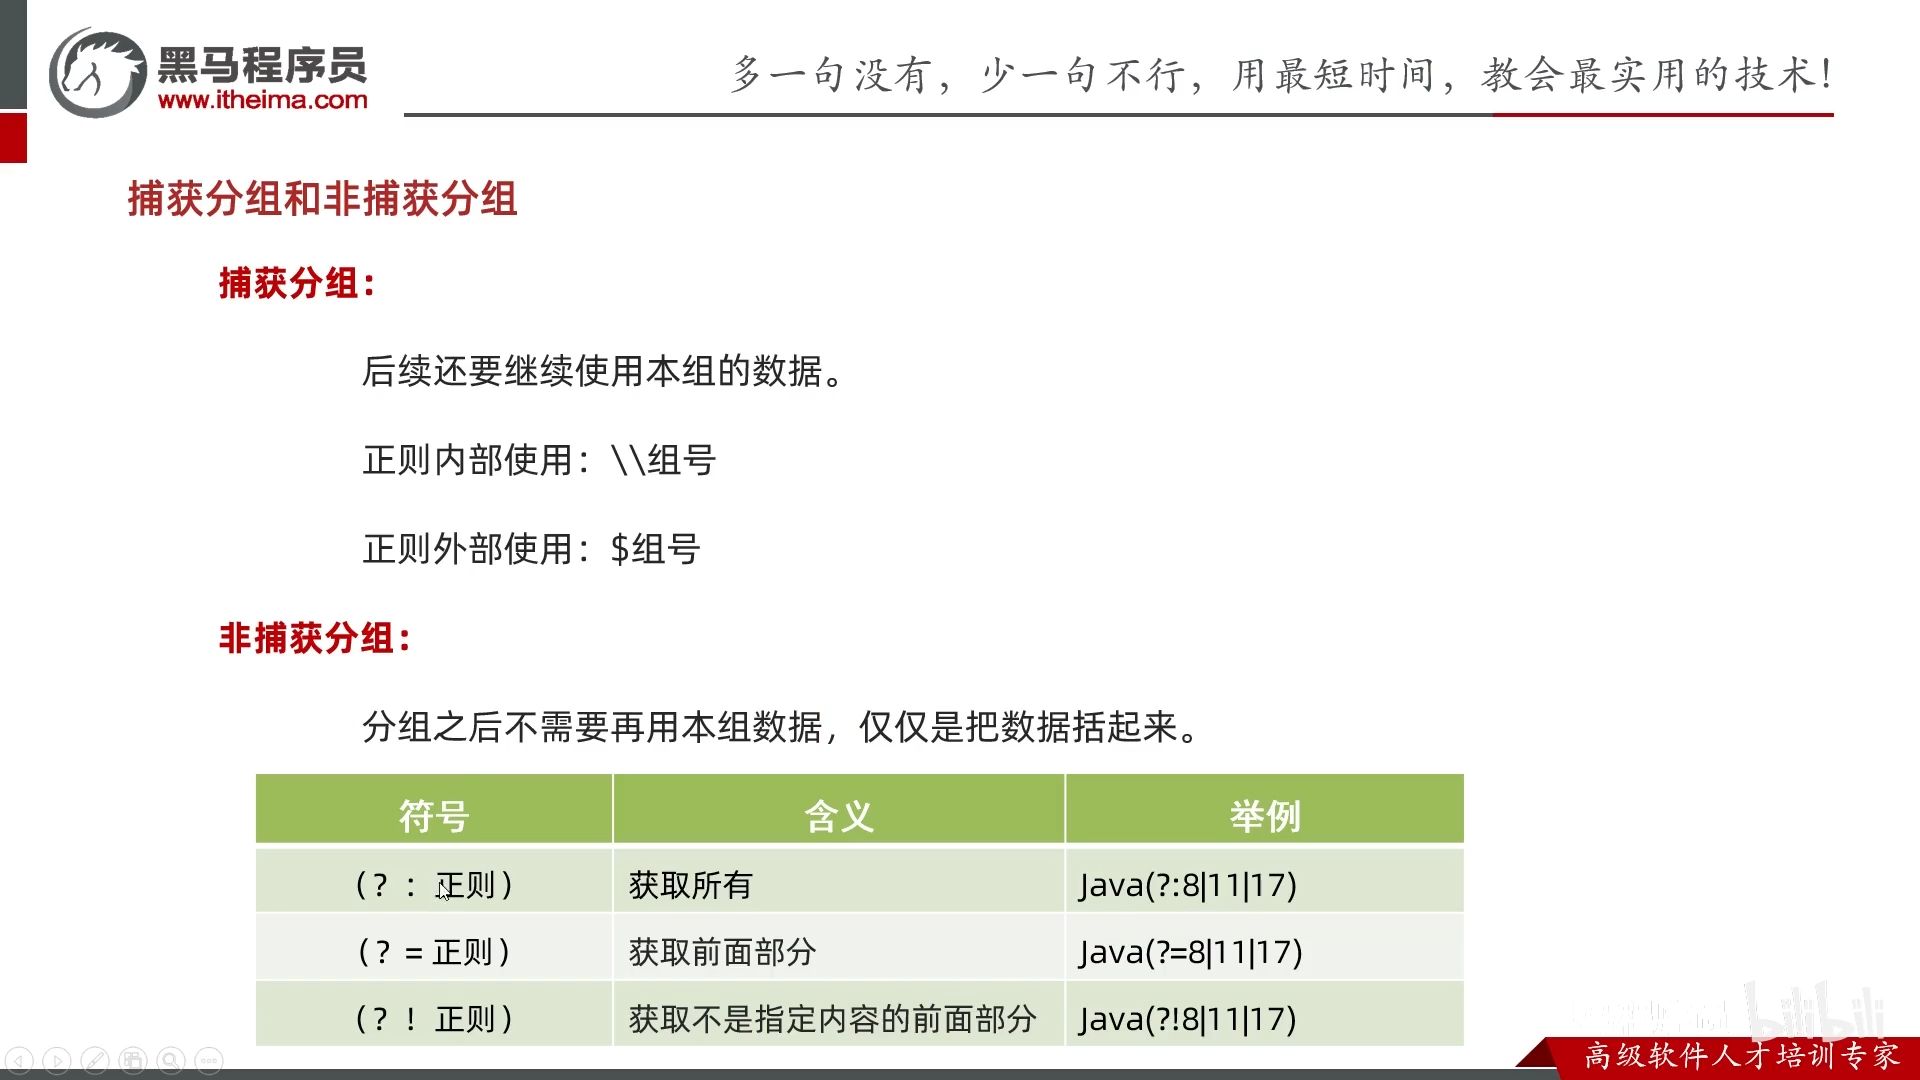 黑马程序员
www.itheima.com
多一句没有，少一句不行，用最短时间，教会最实用的技术！
捕获分组和非捕获分组
捕获分组：
后续还要继续使用本组的数据。
正则内部使用：\\组号
正则外部使用：$组号
非捕获分组：
分组之后不需要再用本组数据，仅仅是把数据括起来。
符号 含义 举例
（？：正则） 获取所有 Java(?:8|11|17)
（？= 正则） 获取前面部分 Java(?=8|11|17)
（？！正则） 获取不是指定内容的前面部分 Java(?!8|11|17)
bilibili
高级软件人才培训专家